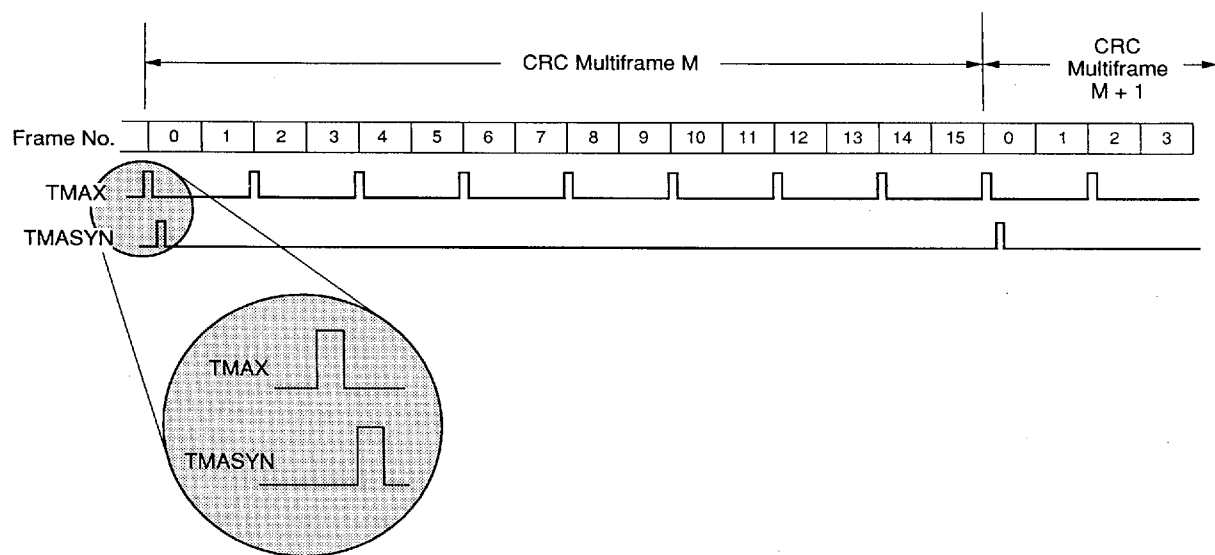 CRC Multiframe M
CRC
Multiframe
M + 1
Frame No. 0 1 2 3 4 5 6 7 8 9 10 11 12 13 14 15 0 1 2 3
TMAX
TMASYN
TMAX
TMASYN